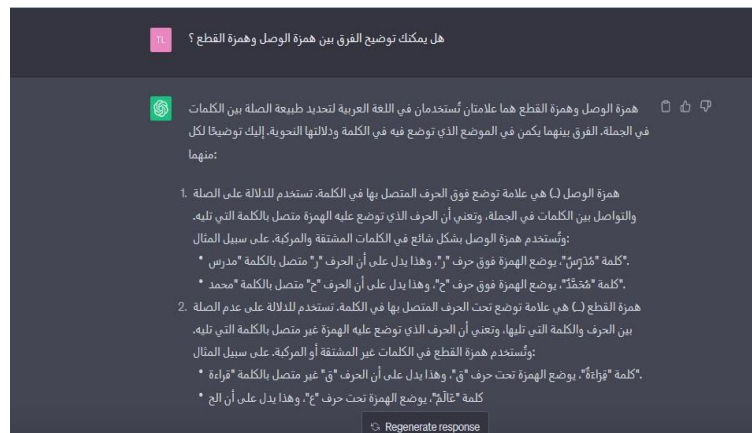 TL
هل يمكنك توضيح الفرق بين همزة الوصل وهمزة القطع ؟
همزة الوصل وهمزة القطع هما علامتان تُستخدمان في اللغة العربية لتحديد طبيعة الصلة بين الكلمات
في الجملة. الفرق بينهما يكمن في الموضع الذي توضع فيه في الكلمة ودلالتها النحوية. إليك توضيحًا لكل
منهما:
1. همزة الوصل (ـ) هي علامة توضع فوق الحرف المتصل بها في الكلمة. تستخدم للدلالة على الصلة
والتواصل بين الكلمات في الجملة، وتعني أن الحرف الذي توضع عليه الهمزة متصل بالكلمة التي تليه.
وتُستخدم همزة الوصل بشكل شائع في الكلمات المشتقة والمركبة. على سبيل المثال:
• كلمة "مُدَرِّسٌ"، يوضع الهمزة فوق حرف "ر"، وهذا يدل على أن الحرف "ر" متصل بالكلمة "مدرس".
• كلمة "مُحَمَّدٌ"، يوضع الهمزة فوق حرف "ح"، وهذا يدل على أن الحرف "ح" متصل بالكلمة "محمد".
2. همزة القطع (ـ) هي علامة توضع تحت الحرف المتصل بها في الكلمة. تستخدم للدلالة على عدم الصلة
بين الحرف والكلمة التي تليها، وتعني أن الحرف الذي توضع عليه الهمزة غير متصل بالكلمة التي تليه.
وتُستخدم همزة القطع في الكلمات غير المشتقة أو المركبة. على سبيل المثال:
• كلمة "قِرَاءَةٌ"، يوضع الهمزة تحت حرف "ق"، وهذا يدل على أن الحرف "ق" غير متصل بالكلمة "قراءة".
• كلمة "عَالَمٌ"، يوضع الهمزة تحت حرف "ع"، وهذا يدل على أن الح
Regenerate response